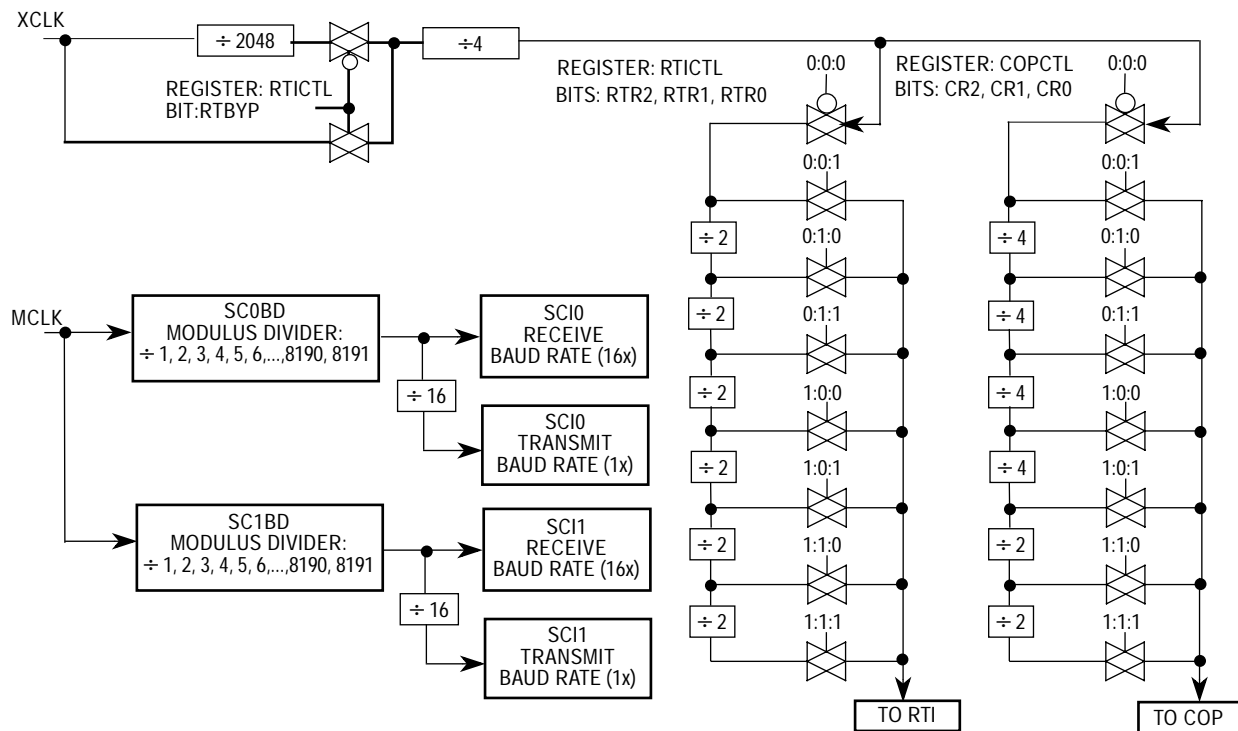 XCLK
÷ 2048
÷4
REGISTER: RTICTL
BIT:RTBYP
REGISTER: RTICTL
BITS: RTR2, RTR1, RTR0
0:0:0
REGISTER: COPCTL
BITS: CR2, CR1, CR0
0:0:0
0:0:1
÷ 2
0:1:0
÷ 2
0:1:1
÷ 2
1:0:0
÷ 2
1:0:1
÷ 2
1:1:0
÷ 2
1:1:1
TO RTI
0:0:1
÷ 4
0:1:0
÷ 4
0:1:1
÷ 4
1:0:0
÷ 4
1:0:1
÷ 2
1:1:0
÷ 2
1:1:1
TO COP
MCLK
SC0BD
MODULUS DIVIDER:
÷ 1, 2, 3, 4, 5, 6,...,8190, 8191
SCI0
RECEIVE
BAUD RATE (16x)
÷ 16
SCI0
TRANSMIT
BAUD RATE (1x)
SC1BD
MODULUS DIVIDER:
÷ 1, 2, 3, 4, 5, 6,...,8190, 8191
SCI1
RECEIVE
BAUD RATE (16x)
÷ 16
SCI1
TRANSMIT
BAUD RATE (1x)